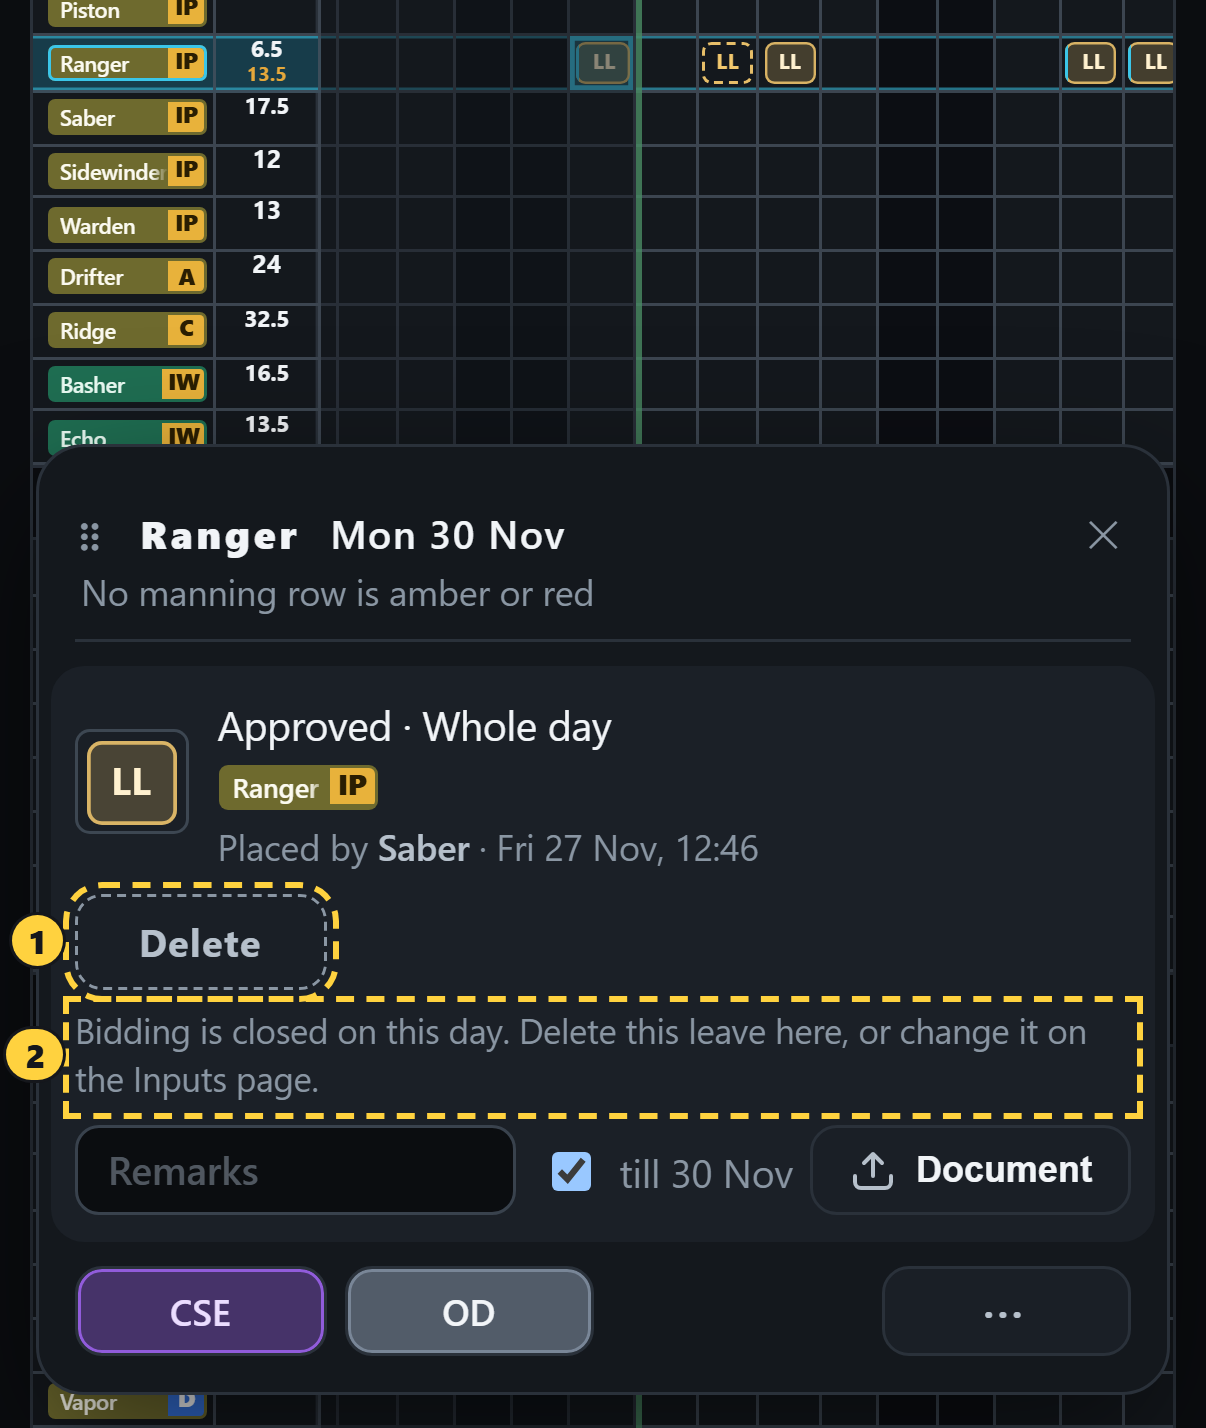 Piston IP
Ranger IP 6.5 LL LL LL LL LL
13.5
Saber IP 17.5
Sidewinder IP 12
Warden IP 13
Drifter A 24
Ridge C 32.5
Basher IW 16.5
Echo IW 13.5
Ranger Mon 30 Nov
No manning row is amber or red
Approved · Whole day
LL
Ranger IP
Placed by Saber · Fri 27 Nov, 12:46
1 Delete
2 Bidding is closed on this day. Delete this leave here, or change it on
the Inputs page.
Remarks till 30 Nov Document
CSE OD ...
Vapor D